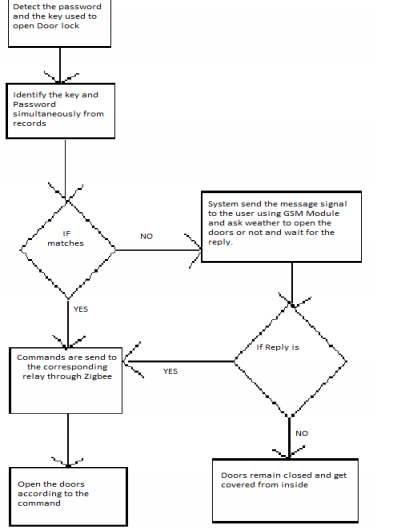 Detect the password
and the key used to
open Door lock
Identify the key and
Password
simultaneously from
records
IF
matches
NO
System send the message signal
to the user using GSM Module
and ask weather to open the
doors or not and wait for the
reply.
YES
If Reply is
Commands are send to
the corresponding
relay through Zigbee
YES
NO
Open the doors
according to the
command
Doors remain closed and get
covered from inside